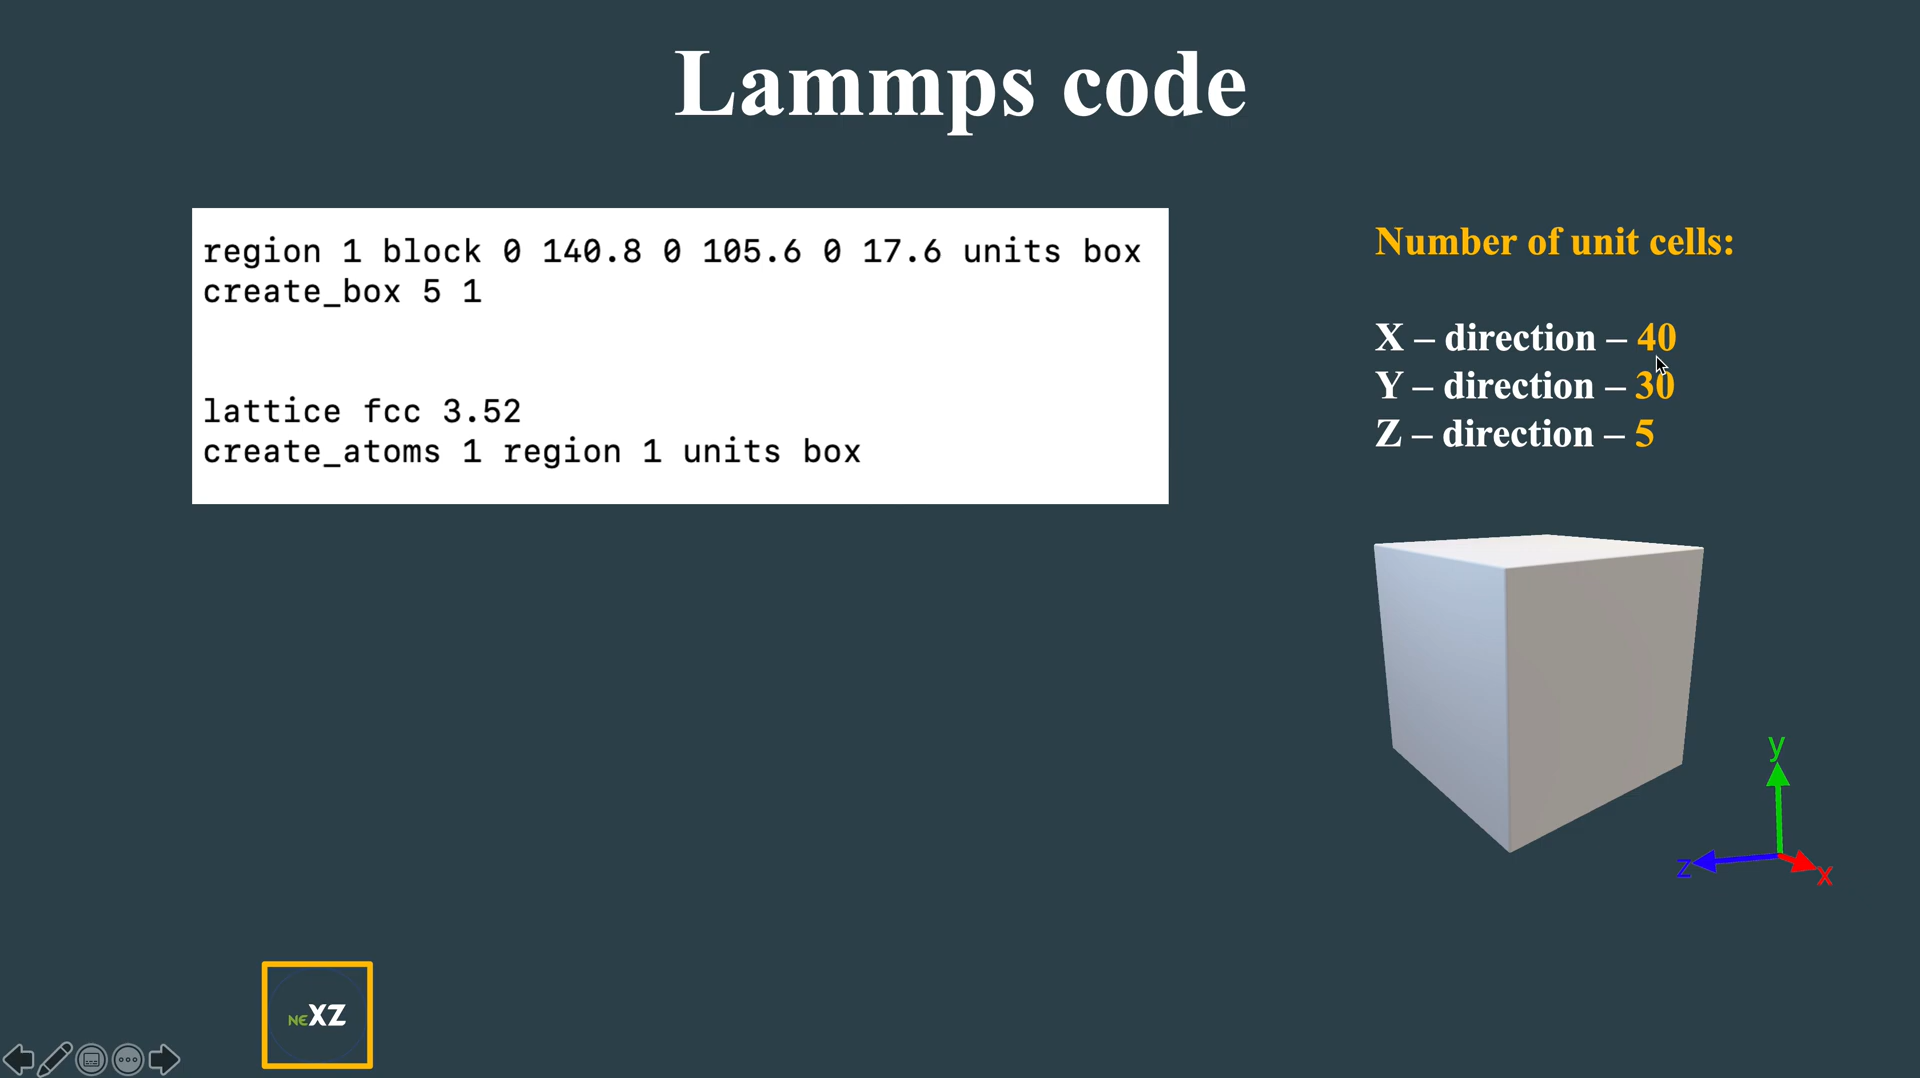 Lammps code
region 1 block 0 140.8 0 105.6 0 17.6 units box
create_box 5 1
lattice fcc 3.52
create_atoms 1 region 1 units box
Number of unit cells:
X – direction – 40
Y – direction – 30
Z – direction – 5
y
z
x
NEXZ